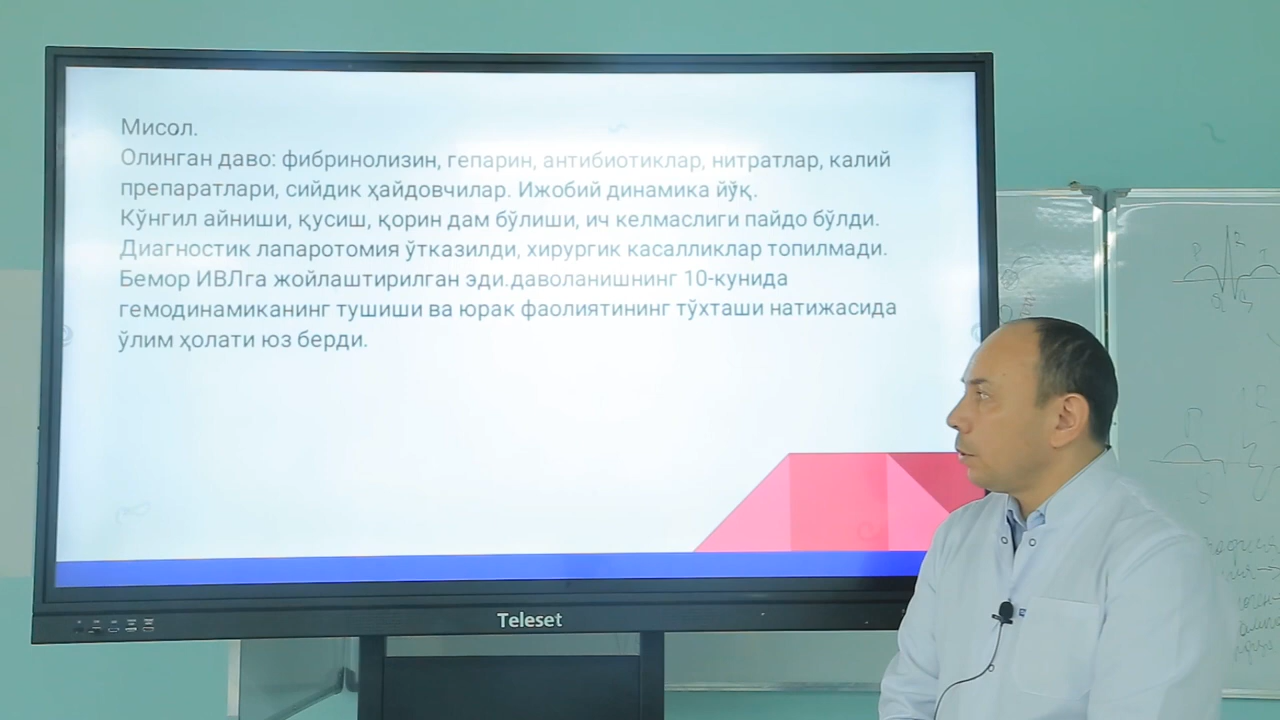 Мисол.
Олинган даво: фибринолизин, гепарин, антибиотиклар, нитратлар, калий
препаратлари, сийдик ҳайдовчилар. Ижобий динамика йўқ.
Кўнгил айниши, қусиш, қорин дам бўлиши, ич келмаслиги пайдо бўлди.
Диагностик лапаротомия ўтказилди, хирургик касалликлар топилмади.
Бемор ИВЛга жойлаштирилган эди.даволанишнинг 10-кунида
гемодинамиканинг тушиши ва юрак фаолиятининг тўхташи натижасида
ўлим ҳолати юз берди.
Teleset
P
R
T
Q